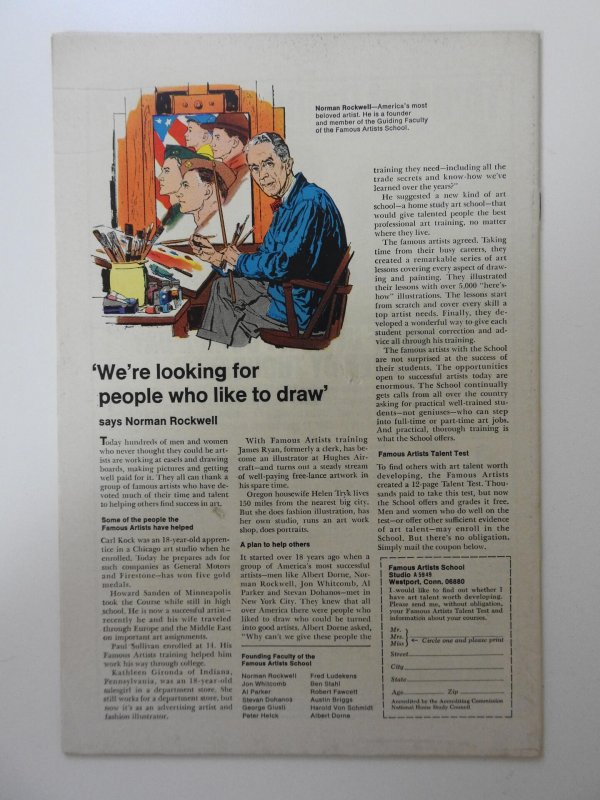 Norman Rockwell—America's most
beloved artist. He is a founder
and member of the Guiding Faculty
of the Famous Artists School.
'We're looking for
people who like to draw'
says Norman Rockwell
Today hundreds of men and women
who never thought they could be art-
ists are working at easels and drawing
boards, making pictures and getting
well paid for it. They all can thank a
group of famous artists who have de-
voted much of their time and talent
to helping others find success in art.
Some of the people the
Famous Artists have helped
Carl Kock was an 18-year-old appren-
tice in a Chicago art studio when he
enrolled. Today he prepares ads for
such companies as General Motors
and Firestone—has won five gold
medals.
Howard Sanden of Minneapolis
took the Course while still in high
school. He is now a successful artist—
recently he and his wife traveled
through Europe and the Middle East
on important art assignments.
Paul Sullivan enrolled at 14. His
Famous Artists training helped him
work his way through college.
Kathleen Gironda of Indiana,
Pennsylvania, was an 18-year-old
salesgirl in a department store. She
still works for a department store, but
now it's as an advertising artist and
fashion illustrator.
With Famous Artists training
James Ryan, formerly a clerk, has be-
come an illustrator at Hughes Air-
craft—and turns out a steady stream
of well-paying free-lance artwork in
his spare time.
Oregon housewife Helen Tryk lives
150 miles from the nearest big city.
But she does fashion illustration, has
her own studio, runs an art work
shop, does portraits.
A plan to help others
It started over 18 years ago when a
group of America's most successful
artists—men like Albert Dorne, Nor-
man Rockwell, Jon Whitcomb, Al
Parker and Stevan Dohanos—met in
New York City. They knew that all
over America there were people who
liked to draw who could be turned
into good artists. Albert Dorne asked,
"Why can't we give these people the
Founding Faculty of the
Famous Artists School
Norman Rockwell
Jon Whitcomb
Al Parker
Stevan Dohanos
George Giusti
Peter Helck
Fred Ludekens
Ben Stahl
Robert Fawcett
Austin Briggs
Harold Von Schmidt
Albert Dorne
training they need—including all the
trade secrets and know-how we've
learned over the years?"
He suggested a new kind of art
school—a home study art school—that
would give talented people the best
professional art training, no matter
where they live.
The famous artists agreed. Taking
time from their busy careers, they
created a remarkable series of art
lessons covering every aspect of draw-
ing and painting. They illustrated
their lessons with over 5,000 "here's-
how" illustrations. The lessons start
from scratch and cover every skill a
top artist needs. Finally, they de-
veloped a wonderful way to give each
student personal correction and ad-
vice all through his training.
The famous artists with the School
are not surprised at the success of
their students. The opportunities
open to successful artists today are
enormous. The School continually
gets calls from all over the country
asking for practical well-trained stu-
dents—not geniuses—who can step
into full-time or part-time art jobs.
And practical, thorough training is
what the School offers.
Famous Artists Talent Test
To find others with art talent worth
developing, the Famous Artists
created a 12-page Talent Test. Thou-
sands paid to take this test, but now
the School offers and grades it free.
Men and women who do well on the
test—or offer other sufficient evidence
of art talent—may enroll in the
School. But there's no obligation.
Simply mail the coupon below.
Famous Artists School
Studio A5949
Westport, Conn. 06880
I would like to find out whether I
have art talent worth developing.
Please send me, without obligation,
your Famous Artists Talent Test and
information about your courses.
Mr.
Mrs. ← Circle one and please print
Miss
Street
City
State
Age Zip
Accredited by the Accrediting Commission
National Home Study Council.